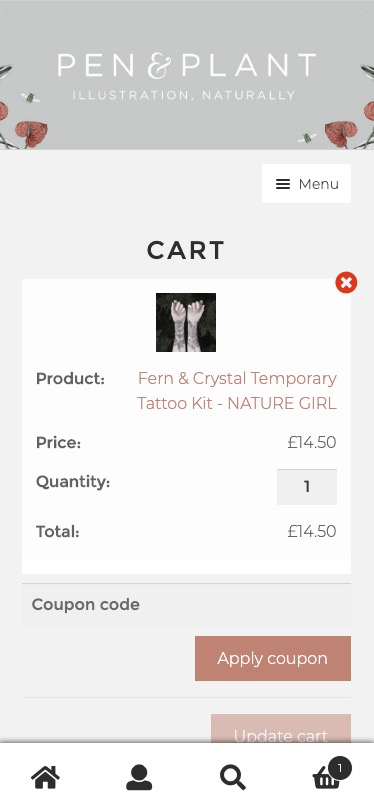 PEN & PLANT
ILLUSTRATION, NATURALLY
Menu
CART
Product: Fern & Crystal Temporary
Tattoo Kit - NATURE GIRL
Price: £14.50
Quantity: 1
Total: £14.50
Coupon code
Apply coupon
Update cart
1